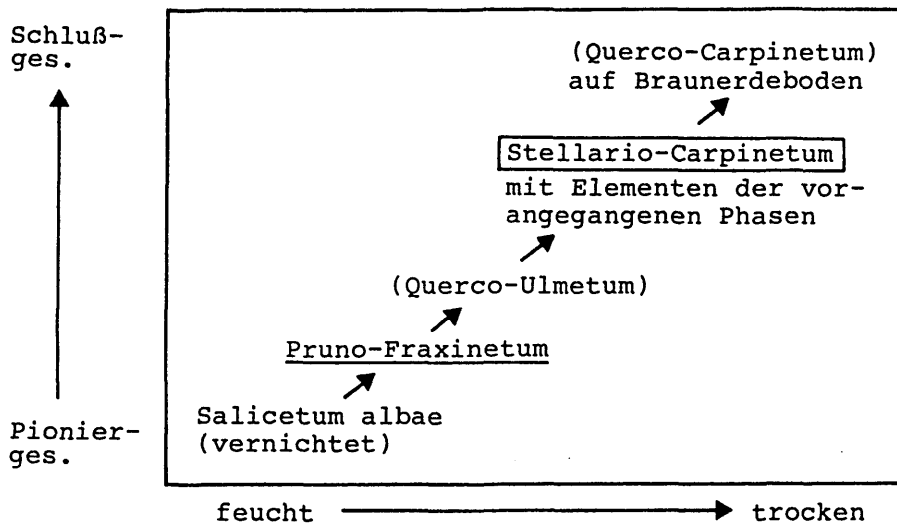 Schluß-
ges.
(Querco-Carpinetum)
auf Braunerdeboden
Stellario-Carpinetum
mit Elementen der vor-
angegangenen Phasen
(Querco-Ulmetum)
Pruno-Fraxinetum
Salicetum albae
(vernichtet)
Pionier-
ges.
feucht
trocken